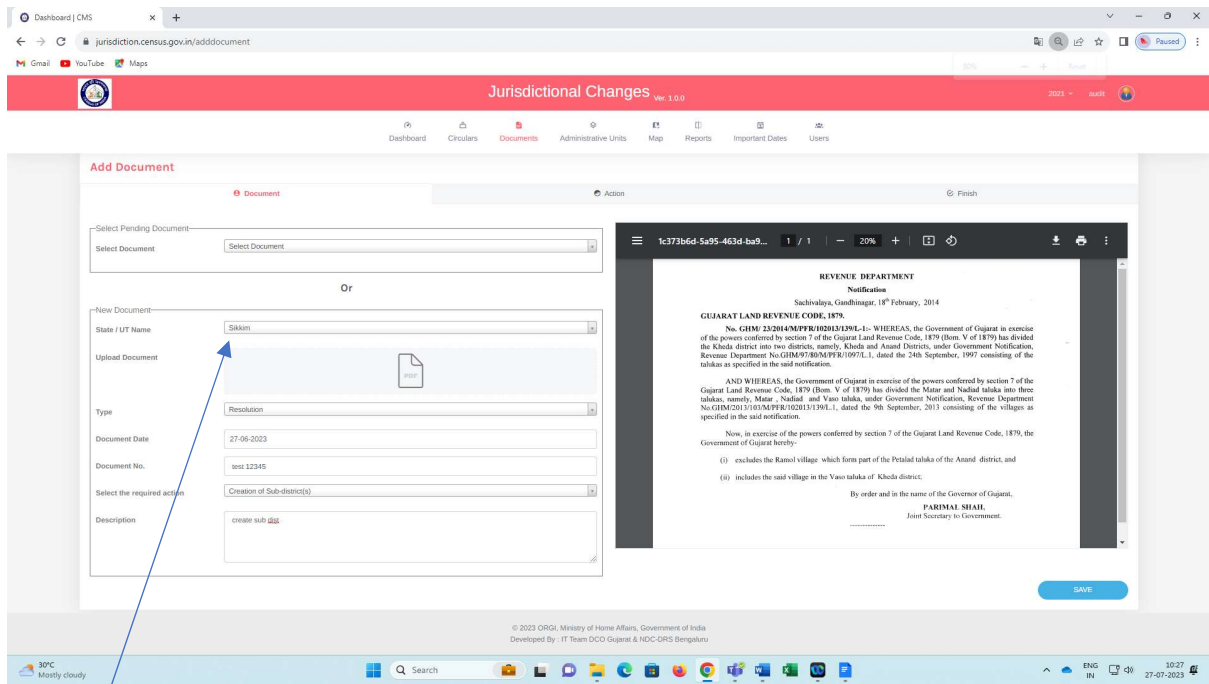 Dashboard | CMS
jurisdiction.census.gov.in/adddocument
Paused
Gmail YouTube Maps
90% − + Reset
Jurisdictional Changes Ver. 1.0.0
2021 audit
Dashboard Circulars Documents Administrative Units Map Reports Important Dates Users
Add Document
Document Action Finish
Select Pending Document
Select Document Select Document
Or
New Document
State / UT Name Sikkim
Upload Document PDF
Type Resolution
Document Date 27-06-2023
Document No. test 12345
Select the required action Creation of Sub-district(s)
Description create sub dist
1c373b6d-5a95-463d-ba9... 1 / 1 − 20% +
REVENUE DEPARTMENT
Notification
Sachivalaya, Gandhinagar, 18th February, 2014
GUJARAT LAND REVENUE CODE, 1879.
No. GHM/ 23/2014/M/PFR/102013/139/L-1:- WHEREAS, the Government of Gujarat in exercise
of the powers conferred by section 7 of the Gujarat Land Revenue Code, 1879 (Bom. V of 1879) has divided
the Kheda district into two districts, namely, Kheda and Anand Districts, under Government Notification,
Revenue Department No.GHM/97/80/M/PFR/1097/L.1, dated the 24th September, 1997 consisting of the
talukas as specified in the said notification.
AND WHEREAS, the Government of Gujarat in exercise of the powers conferred by section 7 of the
Gujarat Land Revenue Code, 1879 (Bom. V of 1879) has divided the Matar and Nadiad taluka into three
talukas, namely, Matar , Nadiad and Vaso taluka, under Government Notification, Revenue Department
No.GHM/2013/103/M/PFR/102013/139/L.1, dated the 9th September, 2013 consisting of the villages as
specified in the said notification.
Now, in exercise of the powers conferred by section 7 of the Gujarat Land Revenue Code, 1879, the
Government of Gujarat hereby-
(i) excludes the Ramol village which form part of the Petalad taluka of the Anand district, and
(ii) includes the said village in the Vaso taluka of Kheda district;
By order and in the name of the Governor of Gujarat,
PARIMAL SHAH,
Joint Secretary to Government.
--------------
SAVE
© 2023 ORGI, Ministry of Home Affairs, Government of India
Developed By : IT Team DCO Gujarat & NDC-DRS Bengaluru
30°C
Mostly cloudy
Search
ENG
IN
10:27
27-07-2023